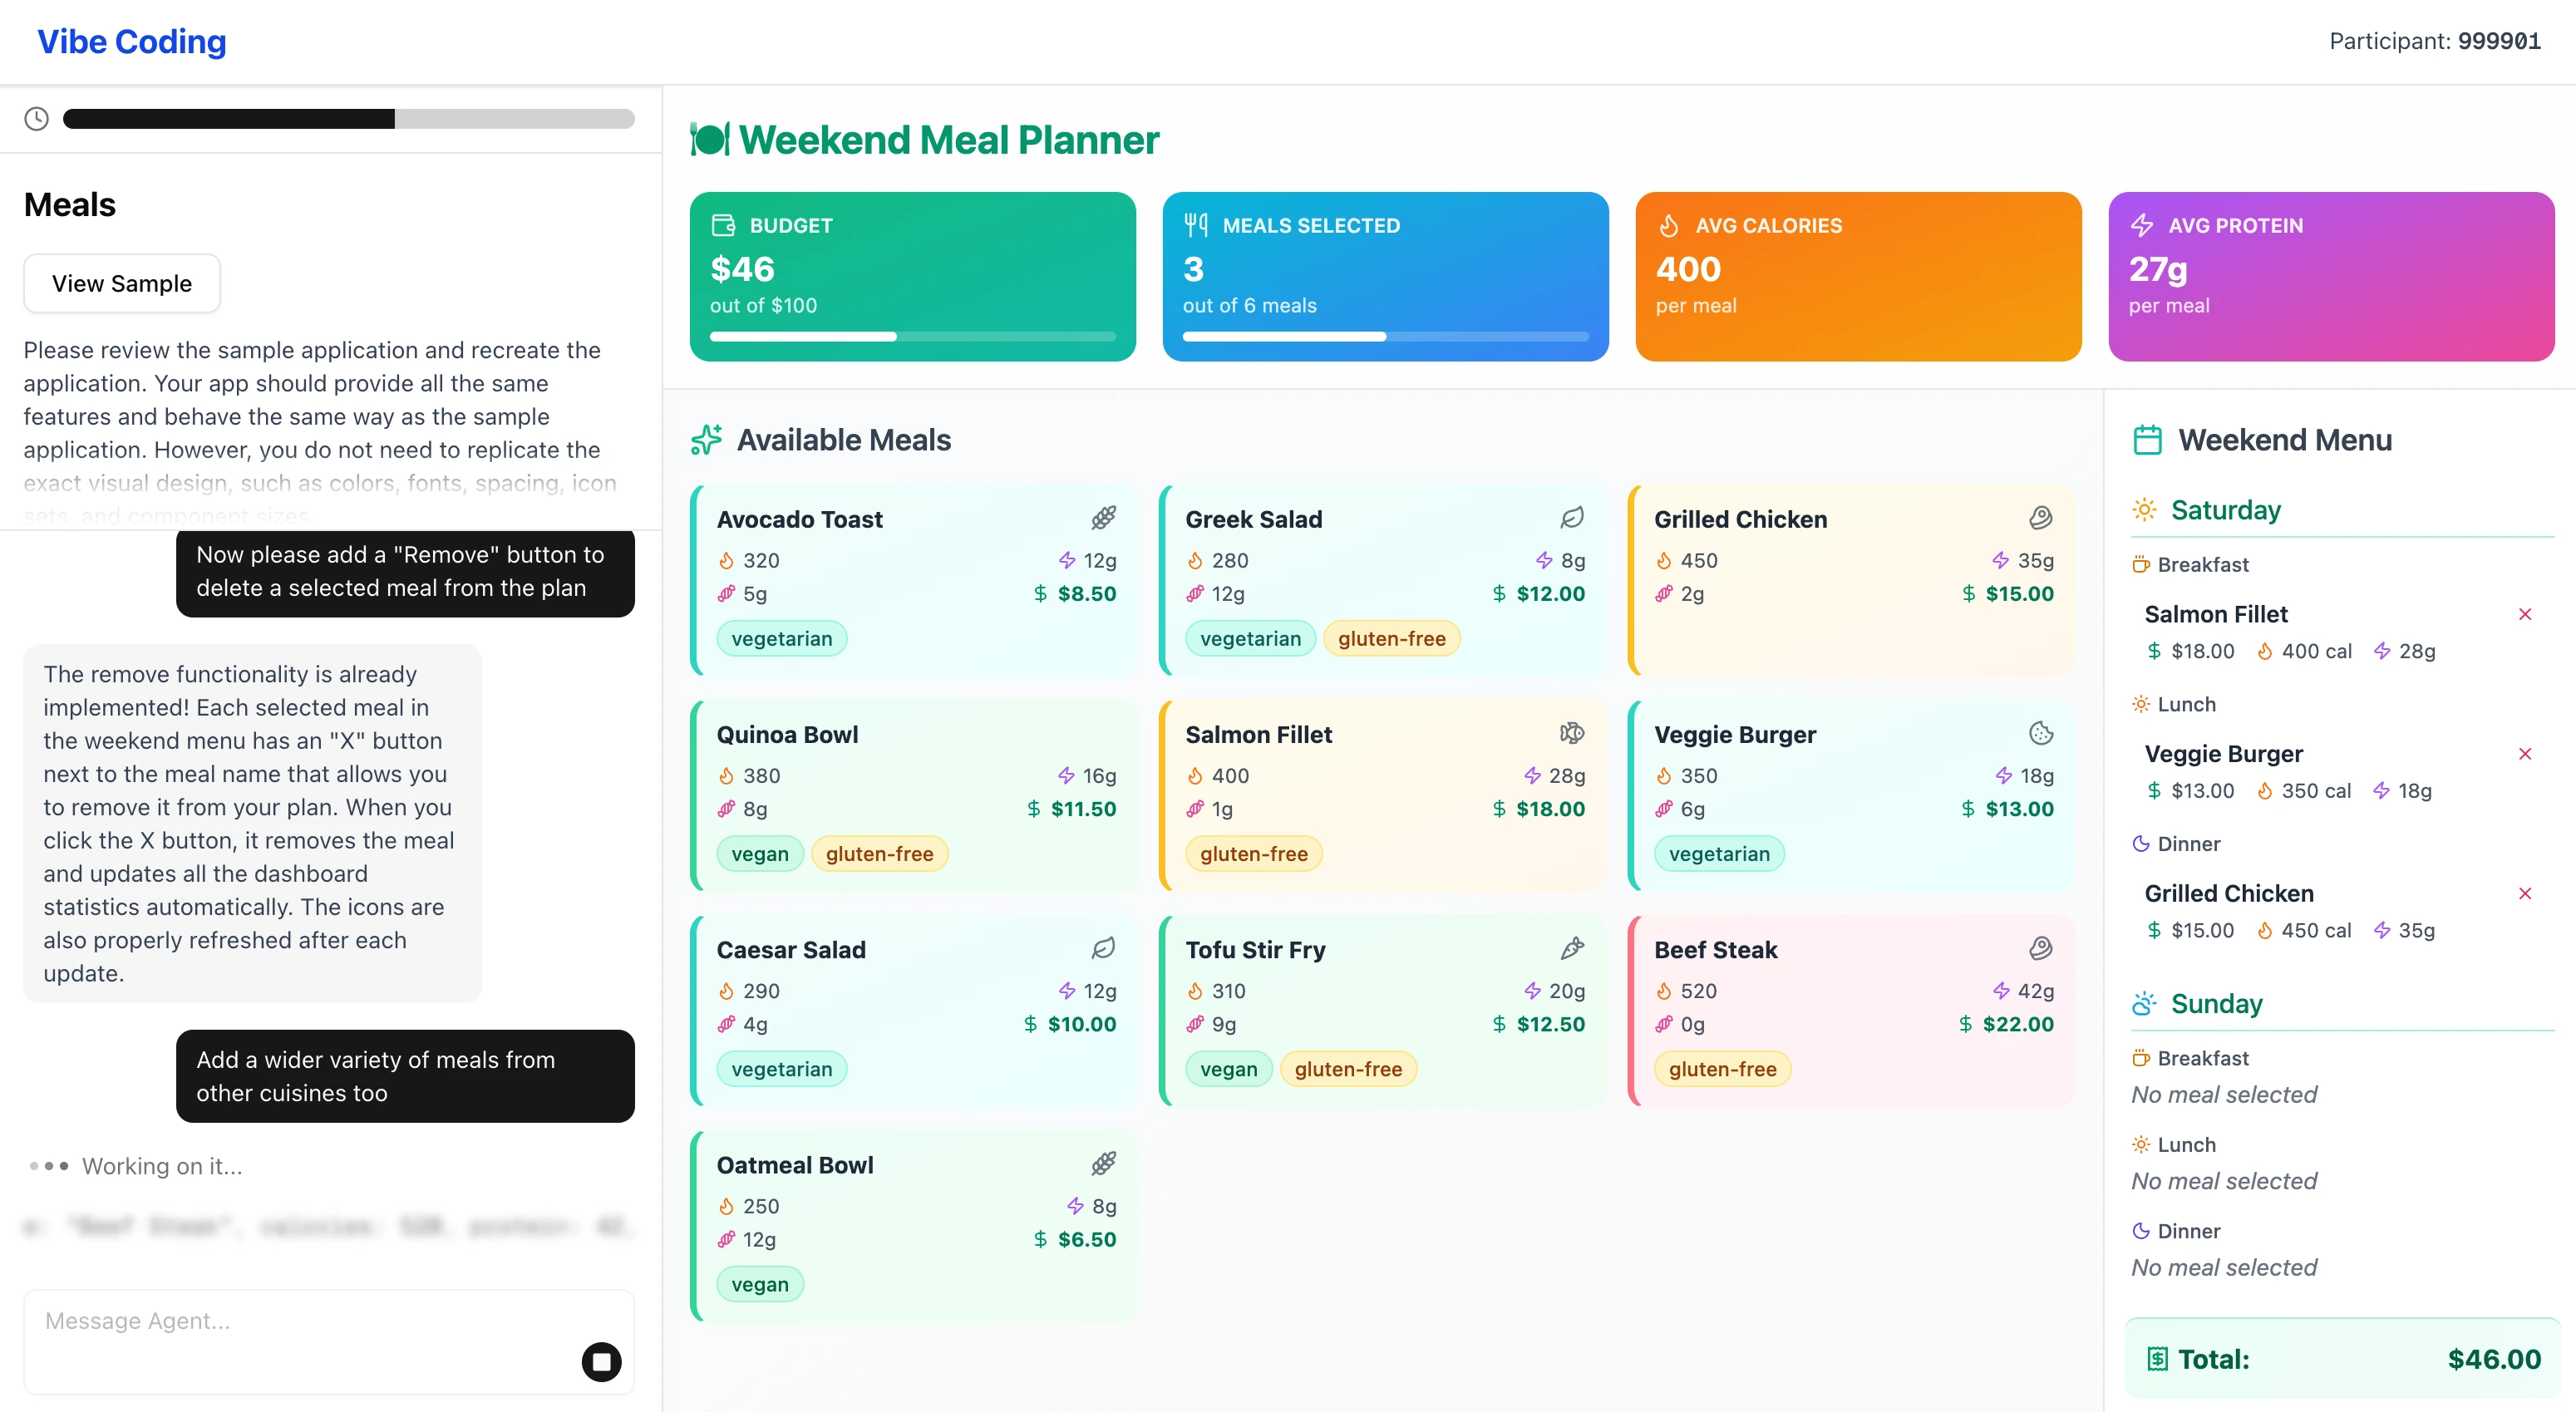 Vibe Coding
Participant: 999901
Meals
View Sample
Please review the sample application and recreate the
application. Your app should provide all the same
features and behave the same way as the sample
application. However, you do not need to replicate the
exact visual design, such as colors, fonts, spacing, icon
sets, and component sizes.
Now please add a "Remove" button to
delete a selected meal from the plan
The remove functionality is already
implemented! Each selected meal in
the weekend menu has an "X" button
next to the meal name that allows you
to remove it from your plan. When you
click the X button, it removes the meal
and updates all the dashboard
statistics automatically. The icons are
also properly refreshed after each
update.
Add a wider variety of meals from
other cuisines too
Working on it...
e: "Beef Steak", calories: 520, protein: 42,
Message Agent...
Weekend Meal Planner
BUDGET
$46
out of $100
MEALS SELECTED
3
out of 6 meals
AVG CALORIES
400
per meal
AVG PROTEIN
27g
per meal
Available Meals
Avocado Toast
320 12g
5g $ $8.50
vegetarian
Greek Salad
280 8g
12g $ $12.00
vegetarian gluten-free
Grilled Chicken
450 35g
2g $ $15.00
Quinoa Bowl
380 16g
8g $ $11.50
vegan gluten-free
Salmon Fillet
400 28g
1g $ $18.00
gluten-free
Veggie Burger
350 18g
6g $ $13.00
vegetarian
Caesar Salad
290 12g
4g $ $10.00
vegetarian
Tofu Stir Fry
310 20g
9g $ $12.50
vegan gluten-free
Beef Steak
520 42g
0g $ $22.00
gluten-free
Oatmeal Bowl
250 8g
12g $ $6.50
vegan
Weekend Menu
Saturday
Breakfast
Salmon Fillet
$ $18.00 400 cal 28g
Lunch
Veggie Burger
$ $13.00 350 cal 18g
Dinner
Grilled Chicken
$ $15.00 450 cal 35g
Sunday
Breakfast
No meal selected
Lunch
No meal selected
Dinner
No meal selected
Total: $46.00